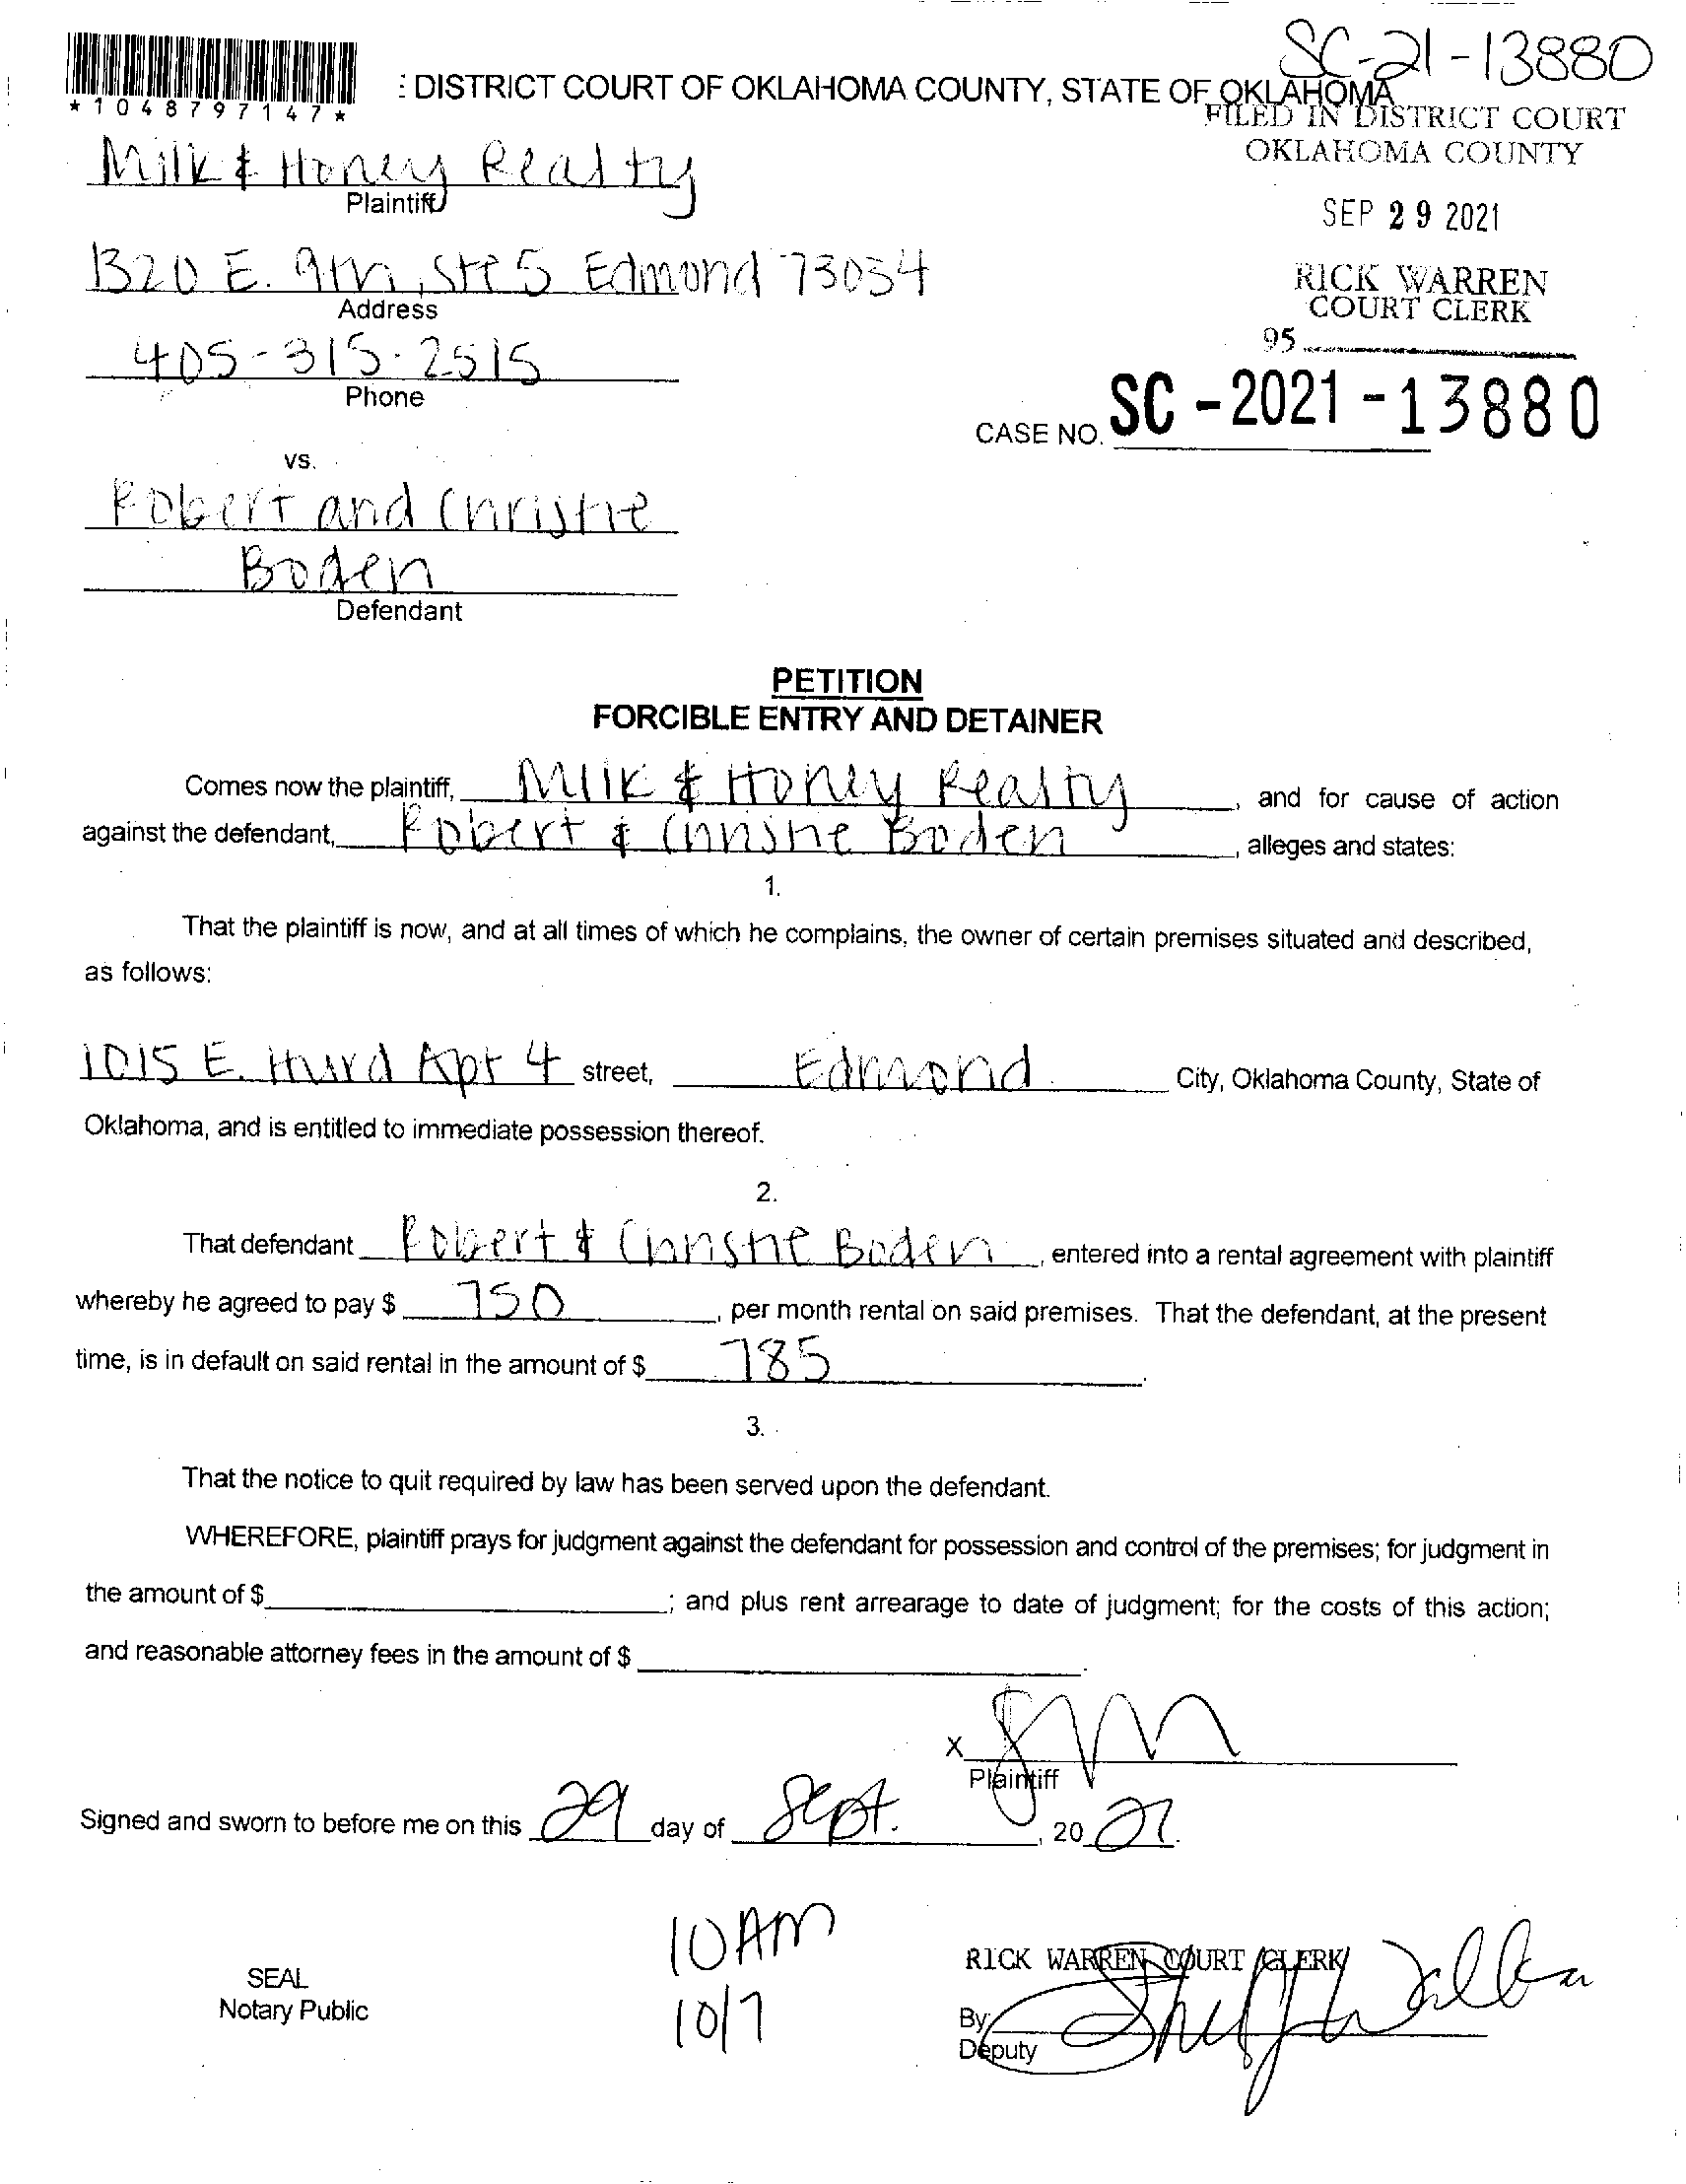 SC-21-13880
*1048797147*
: DISTRICT COURT OF OKLAHOMA COUNTY, STATE OF OKLAHOMA
FILED IN DISTRICT COURT
OKLAHOMA COUNTY
Milk & Honey Realty
Plaintiff
SEP 29 2021
1320 E. 9th, Ste 5 Edmond 73034
Address
RICK WARREN
COURT CLERK
95
405-315-2515
Phone
CASE NO. SC-2021-13880
vs.
Robert and Christie
Boden
Defendant
PETITION
FORCIBLE ENTRY AND DETAINER
Comes now the plaintiff, Milk & Honey Realty, and for cause of action
against the defendant, Robert & Christie Boden, alleges and states:
1.
That the plaintiff is now, and at all times of which he complains, the owner of certain premises situated and described,
as follows:
1015 E. Hurd Apt 4 street, Edmond City, Oklahoma County, State of
Oklahoma, and is entitled to immediate possession thereof.
2.
That defendant Robert & Christie Boden, entered into a rental agreement with plaintiff
whereby he agreed to pay $ 750, per month rental on said premises. That the defendant, at the present
time, is in default on said rental in the amount of $ 785.
3.
That the notice to quit required by law has been served upon the defendant.
WHEREFORE, plaintiff prays for judgment against the defendant for possession and control of the premises; for judgment in
the amount of $ ; and plus rent arrearage to date of judgment; for the costs of this action;
and reasonable attorney fees in the amount of $ .
X
Plaintiff
Signed and sworn to before me on this 29 day of Sept., 2021.
10 AM
10/7
SEAL
Notary Public
RICK WARREN COURT CLERK
By
Deputy